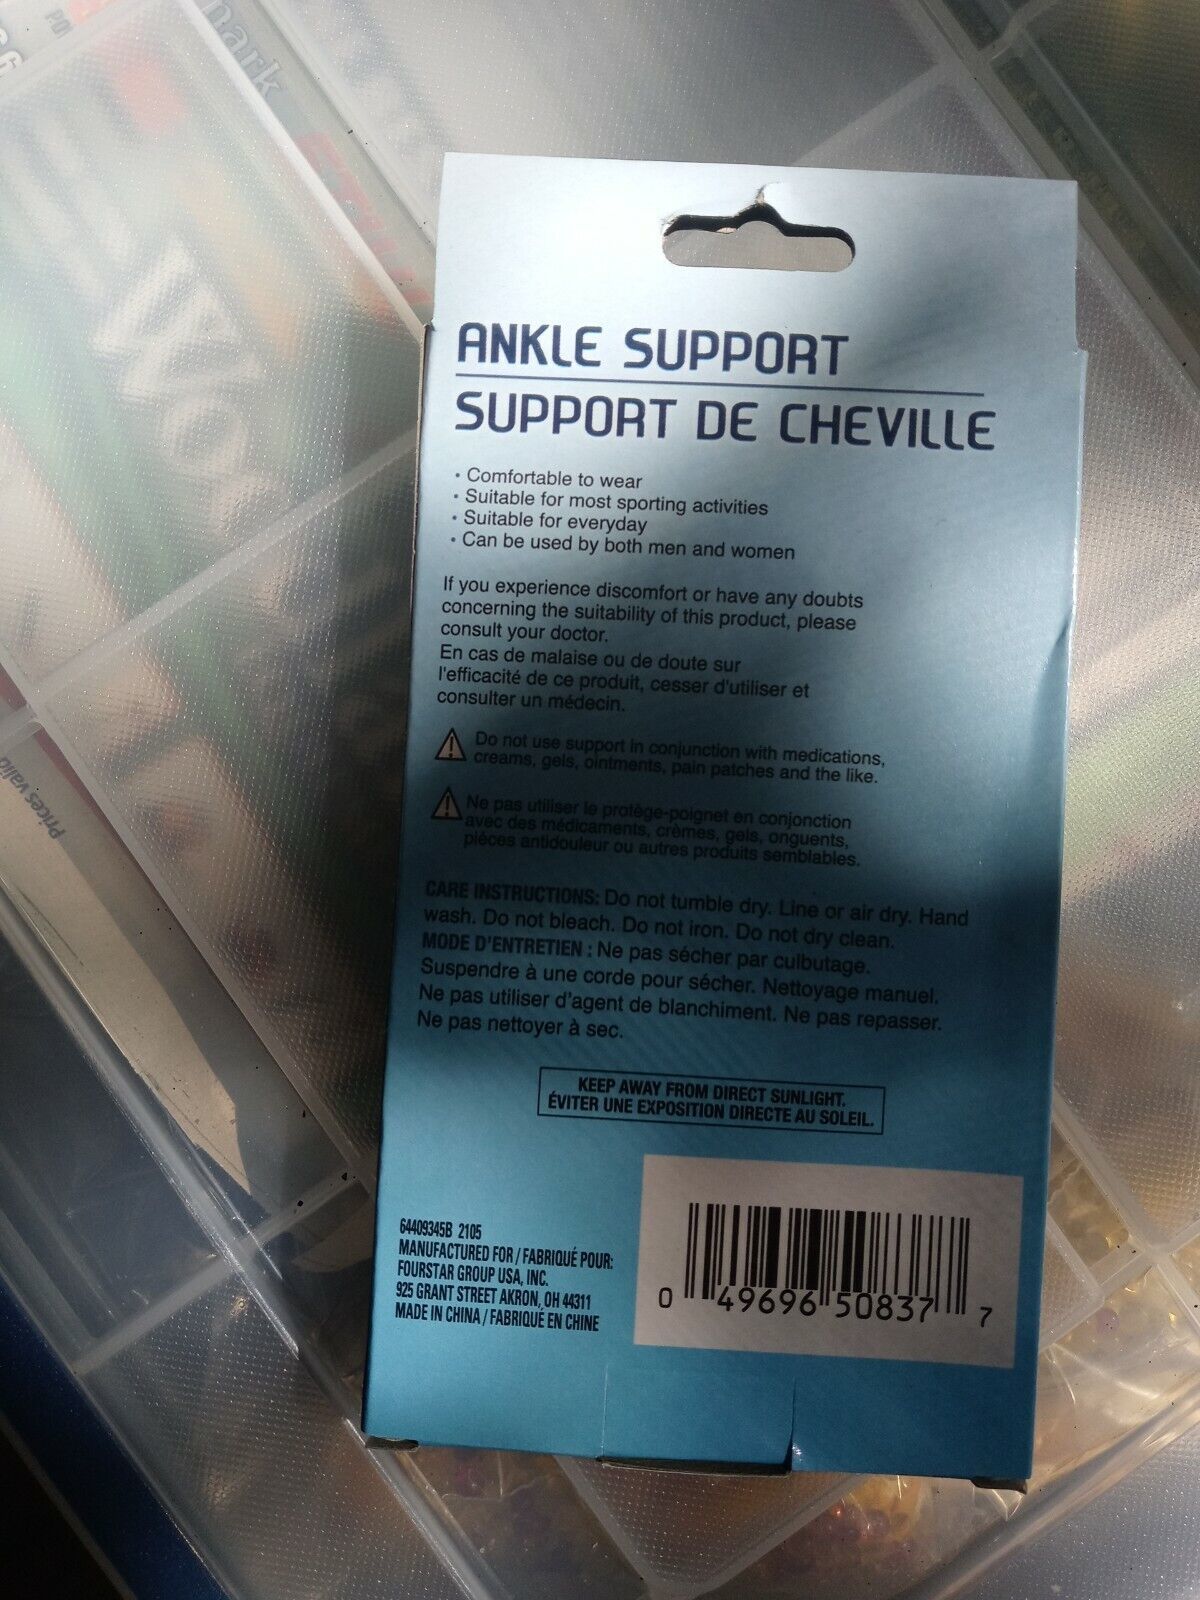 mark
Prices valid
ANKLE SUPPORT
SUPPORT DE CHEVILLE
• Comfortable to wear
• Suitable for most sporting activities
• Suitable for everyday
• Can be used by both men and women
If you experience discomfort or have any doubts
concerning the suitability of this product, please
consult your doctor.
En cas de malaise ou de doute sur
l'efficacité de ce produit, cesser d'utiliser et
consulter un médecin.
Do not use support in conjunction with medications,
creams, gels, ointments, pain patches and the like.
Ne pas utiliser le protège-poignet en conjonction
avec des médicaments, crèmes, gels, onguents,
pièces antidouleur ou autres produits semblables.
CARE INSTRUCTIONS: Do not tumble dry. Line or air dry. Hand
wash. Do not bleach. Do not iron. Do not dry clean.
MODE D'ENTRETIEN : Ne pas sécher par culbutage.
Suspendre à une corde pour sécher. Nettoyage manuel.
Ne pas utiliser d'agent de blanchiment. Ne pas repasser.
Ne pas nettoyer à sec.
KEEP AWAY FROM DIRECT SUNLIGHT.
ÉVITER UNE EXPOSITION DIRECTE AU SOLEIL.
64409345B 2105
MANUFACTURED FOR / FABRIQUÉ POUR:
FOURSTAR GROUP USA, INC.
925 GRANT STREET AKRON, OH 44311
MADE IN CHINA / FABRIQUÉ EN CHINE
0 49696 50837 7